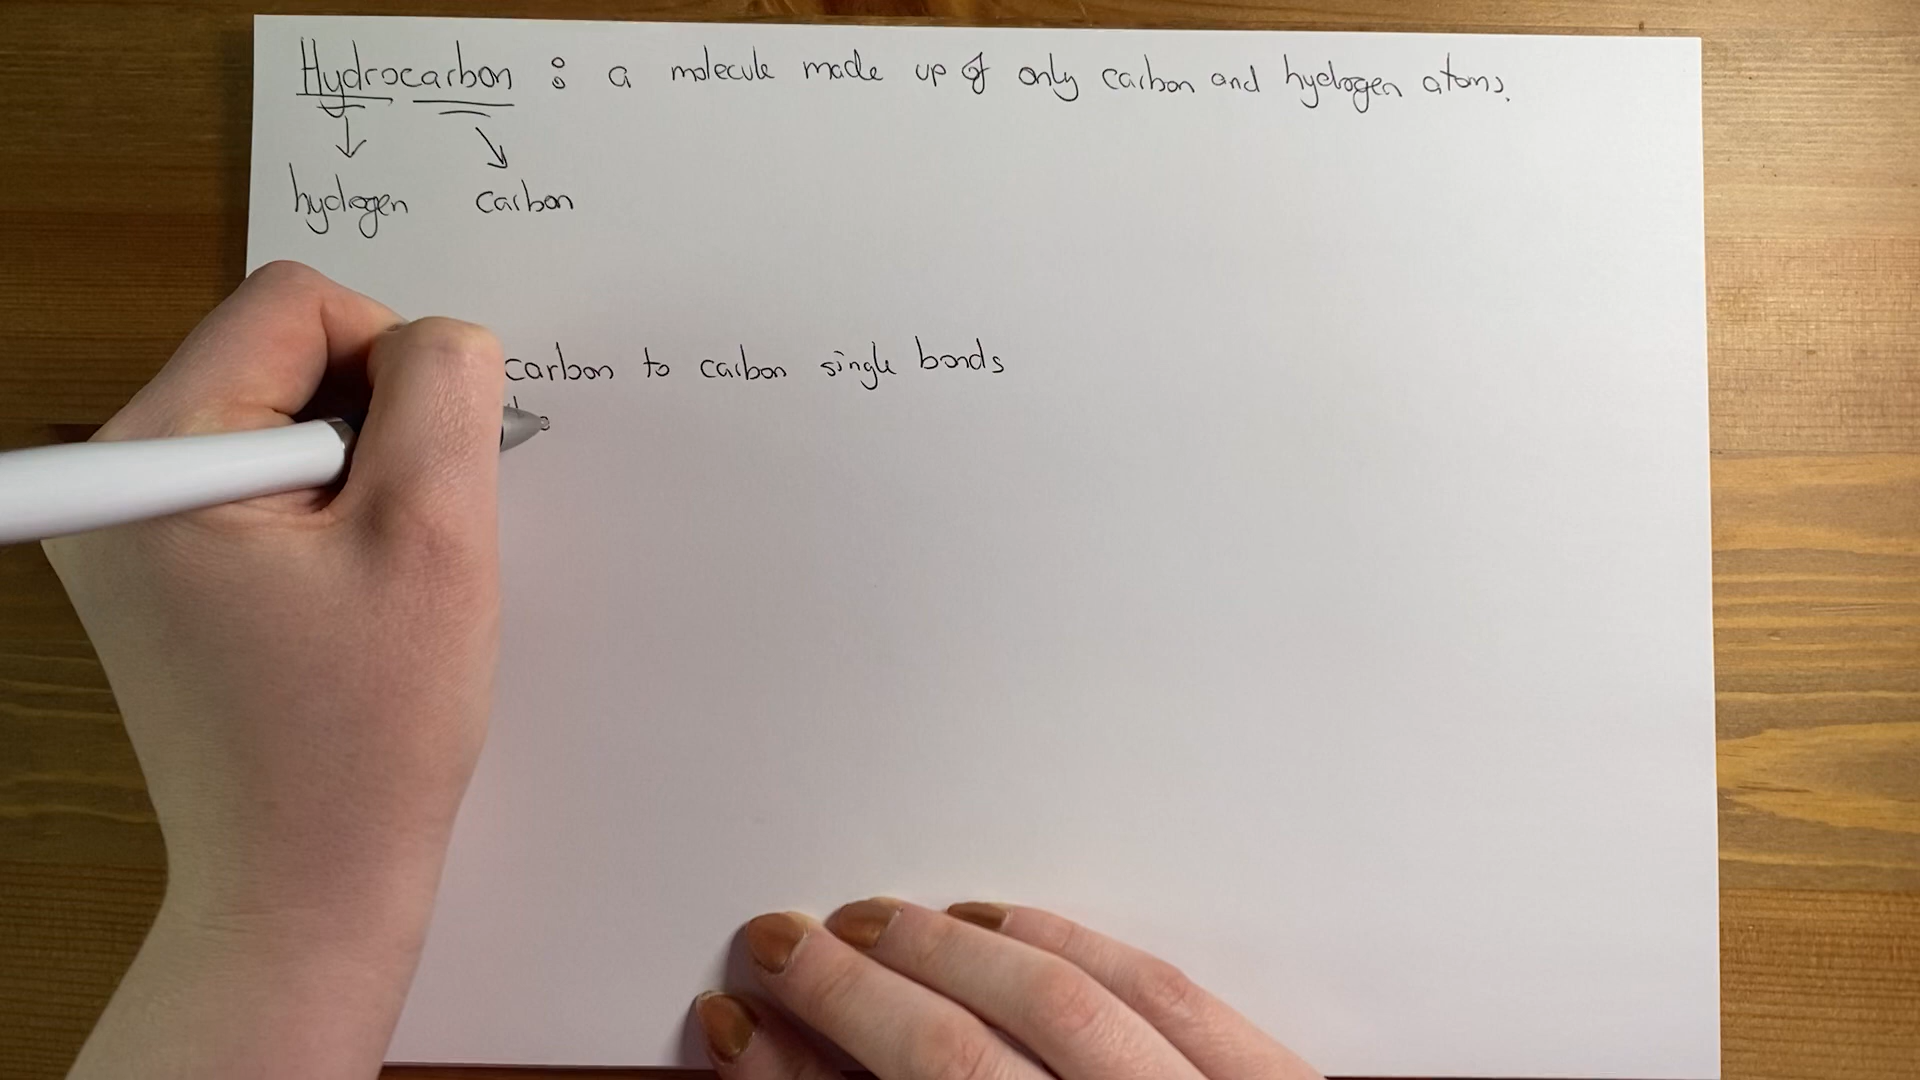 Hydrocarbon : a molecule made up of only carbon and hydrogen atoms.
hydrogen carbon
carbon to carbon single bonds